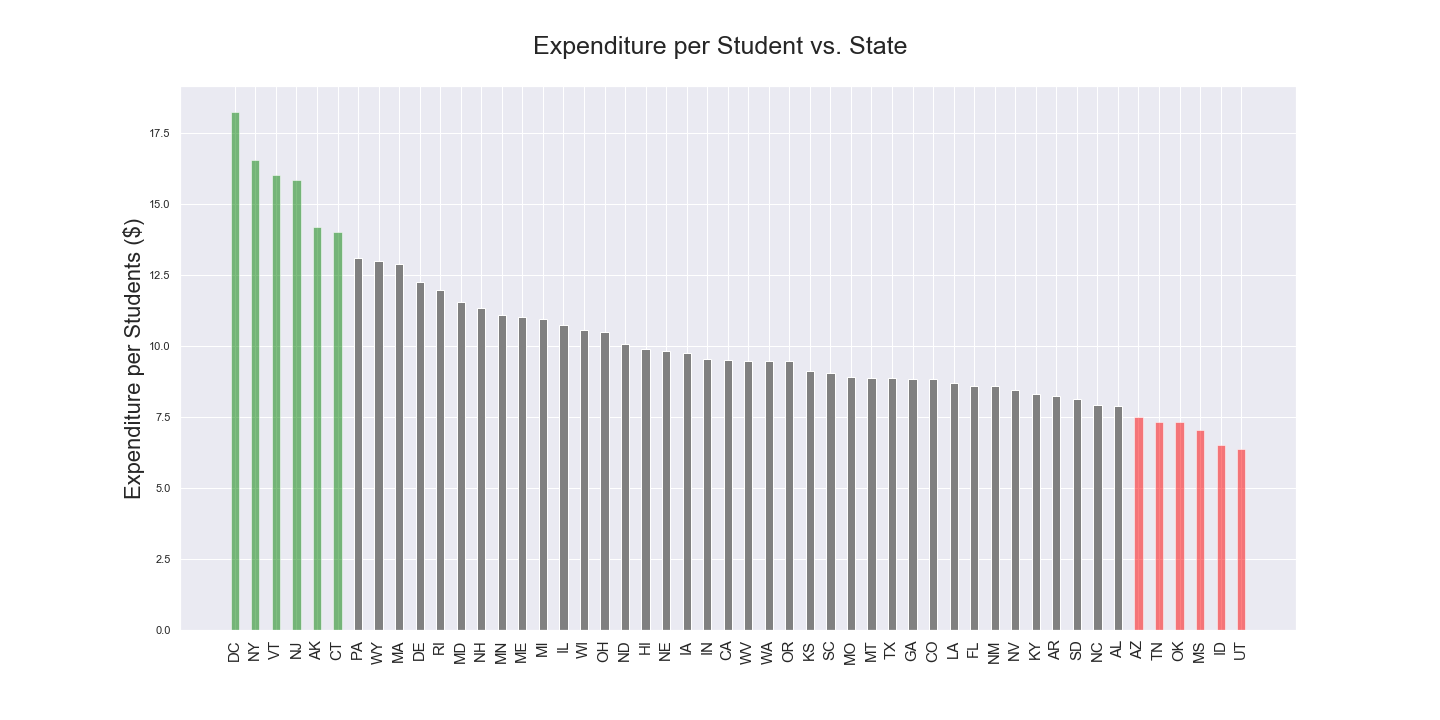 Expenditure per Student vs. State
Expenditure per Students ($)
17.5
15.0
12.5
10.0
7.5
5.0
2.5
0.0
DC
NY
VT
NJ
AK
CT
PA
WY
MA
DE
RI
MD
NH
MN
ME
MI
IL
WI
OH
ND
HI
NE
IA
IN
CA
WV
WA
OR
KS
SC
MO
MT
TX
GA
CO
LA
FL
NM
NV
KY
AR
SD
NC
AL
AZ
TN
OK
MS
ID
UT